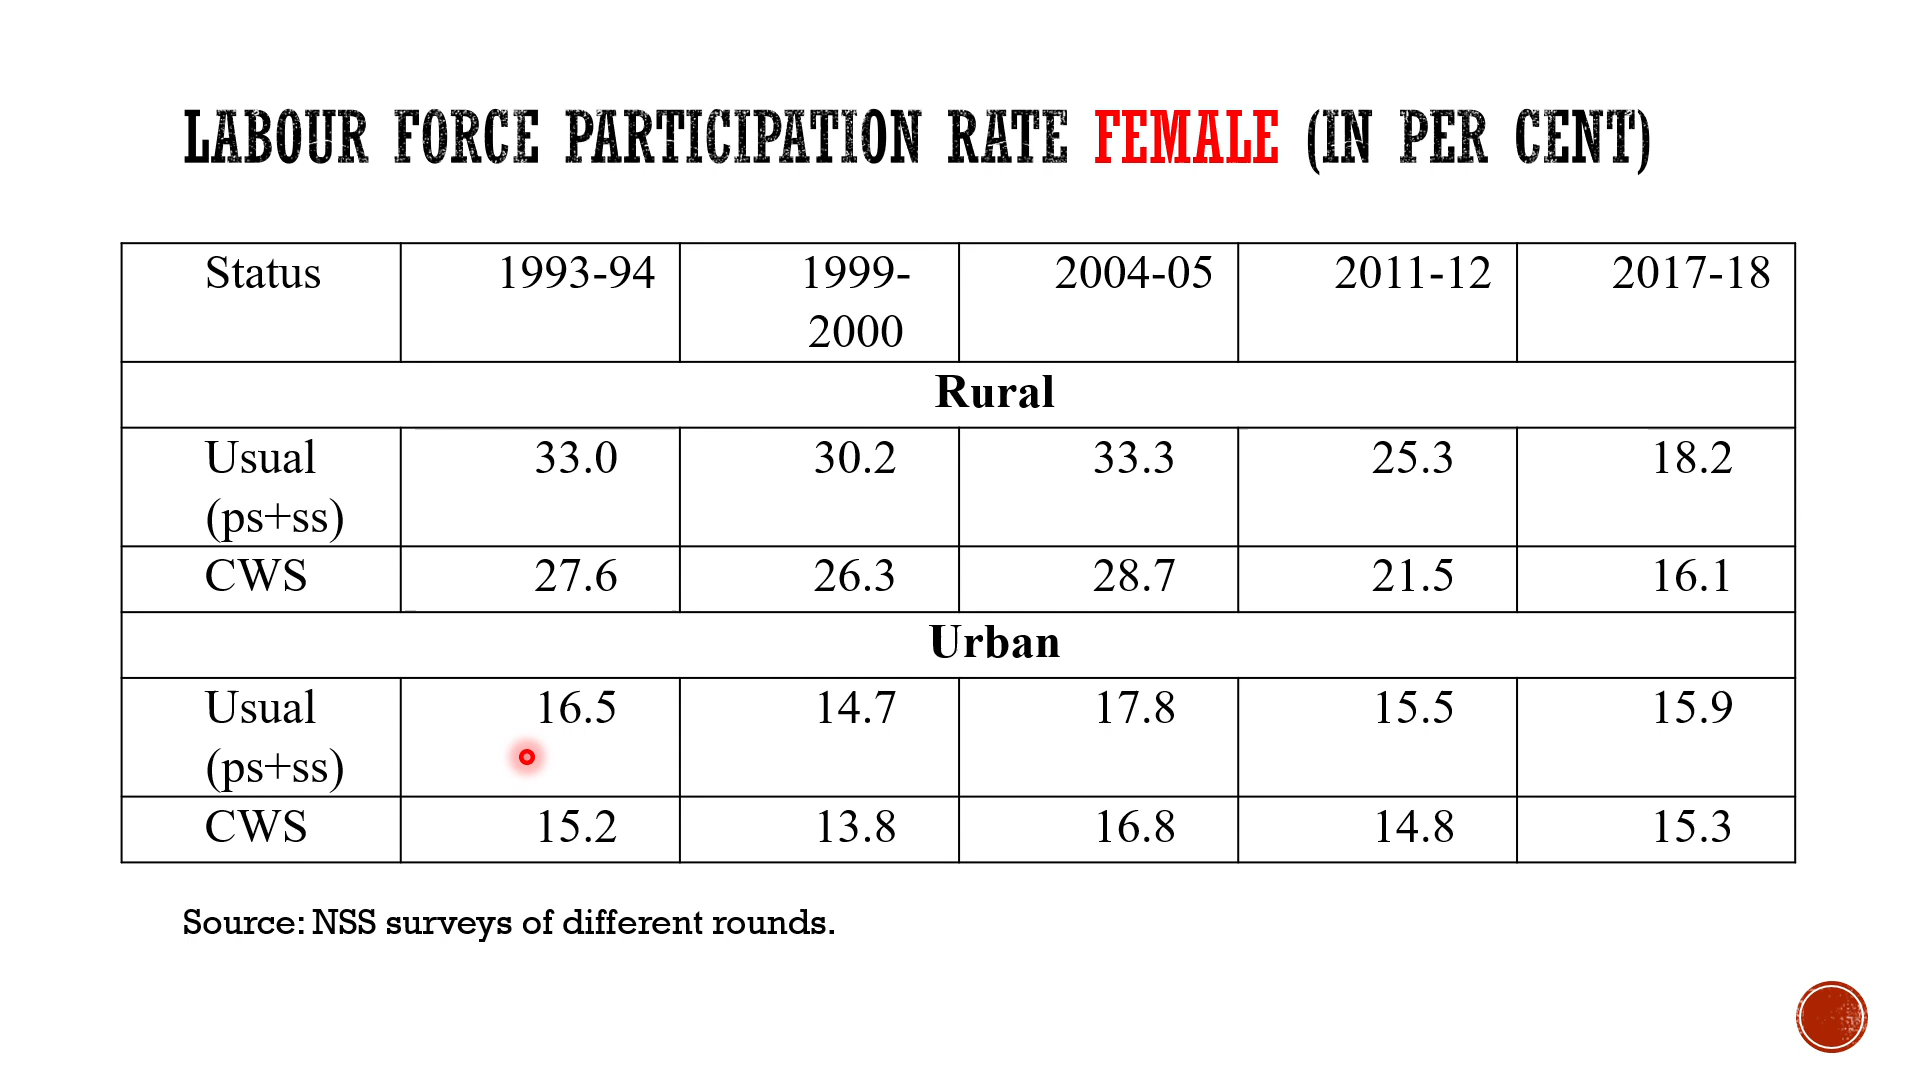 LABOUR FORCE PARTICIPATION RATE FEMALE (IN PER CENT)
Status 1993-94 1999- 2004-05 2011-12 2017-18
2000
Rural
Usual 33.0 30.2 33.3 25.3 18.2
(ps+ss)
CWS 27.6 26.3 28.7 21.5 16.1
Urban
Usual 16.5 14.7 17.8 15.5 15.9
(ps+ss)
CWS 15.2 13.8 16.8 14.8 15.3
Source: NSS surveys of different rounds.